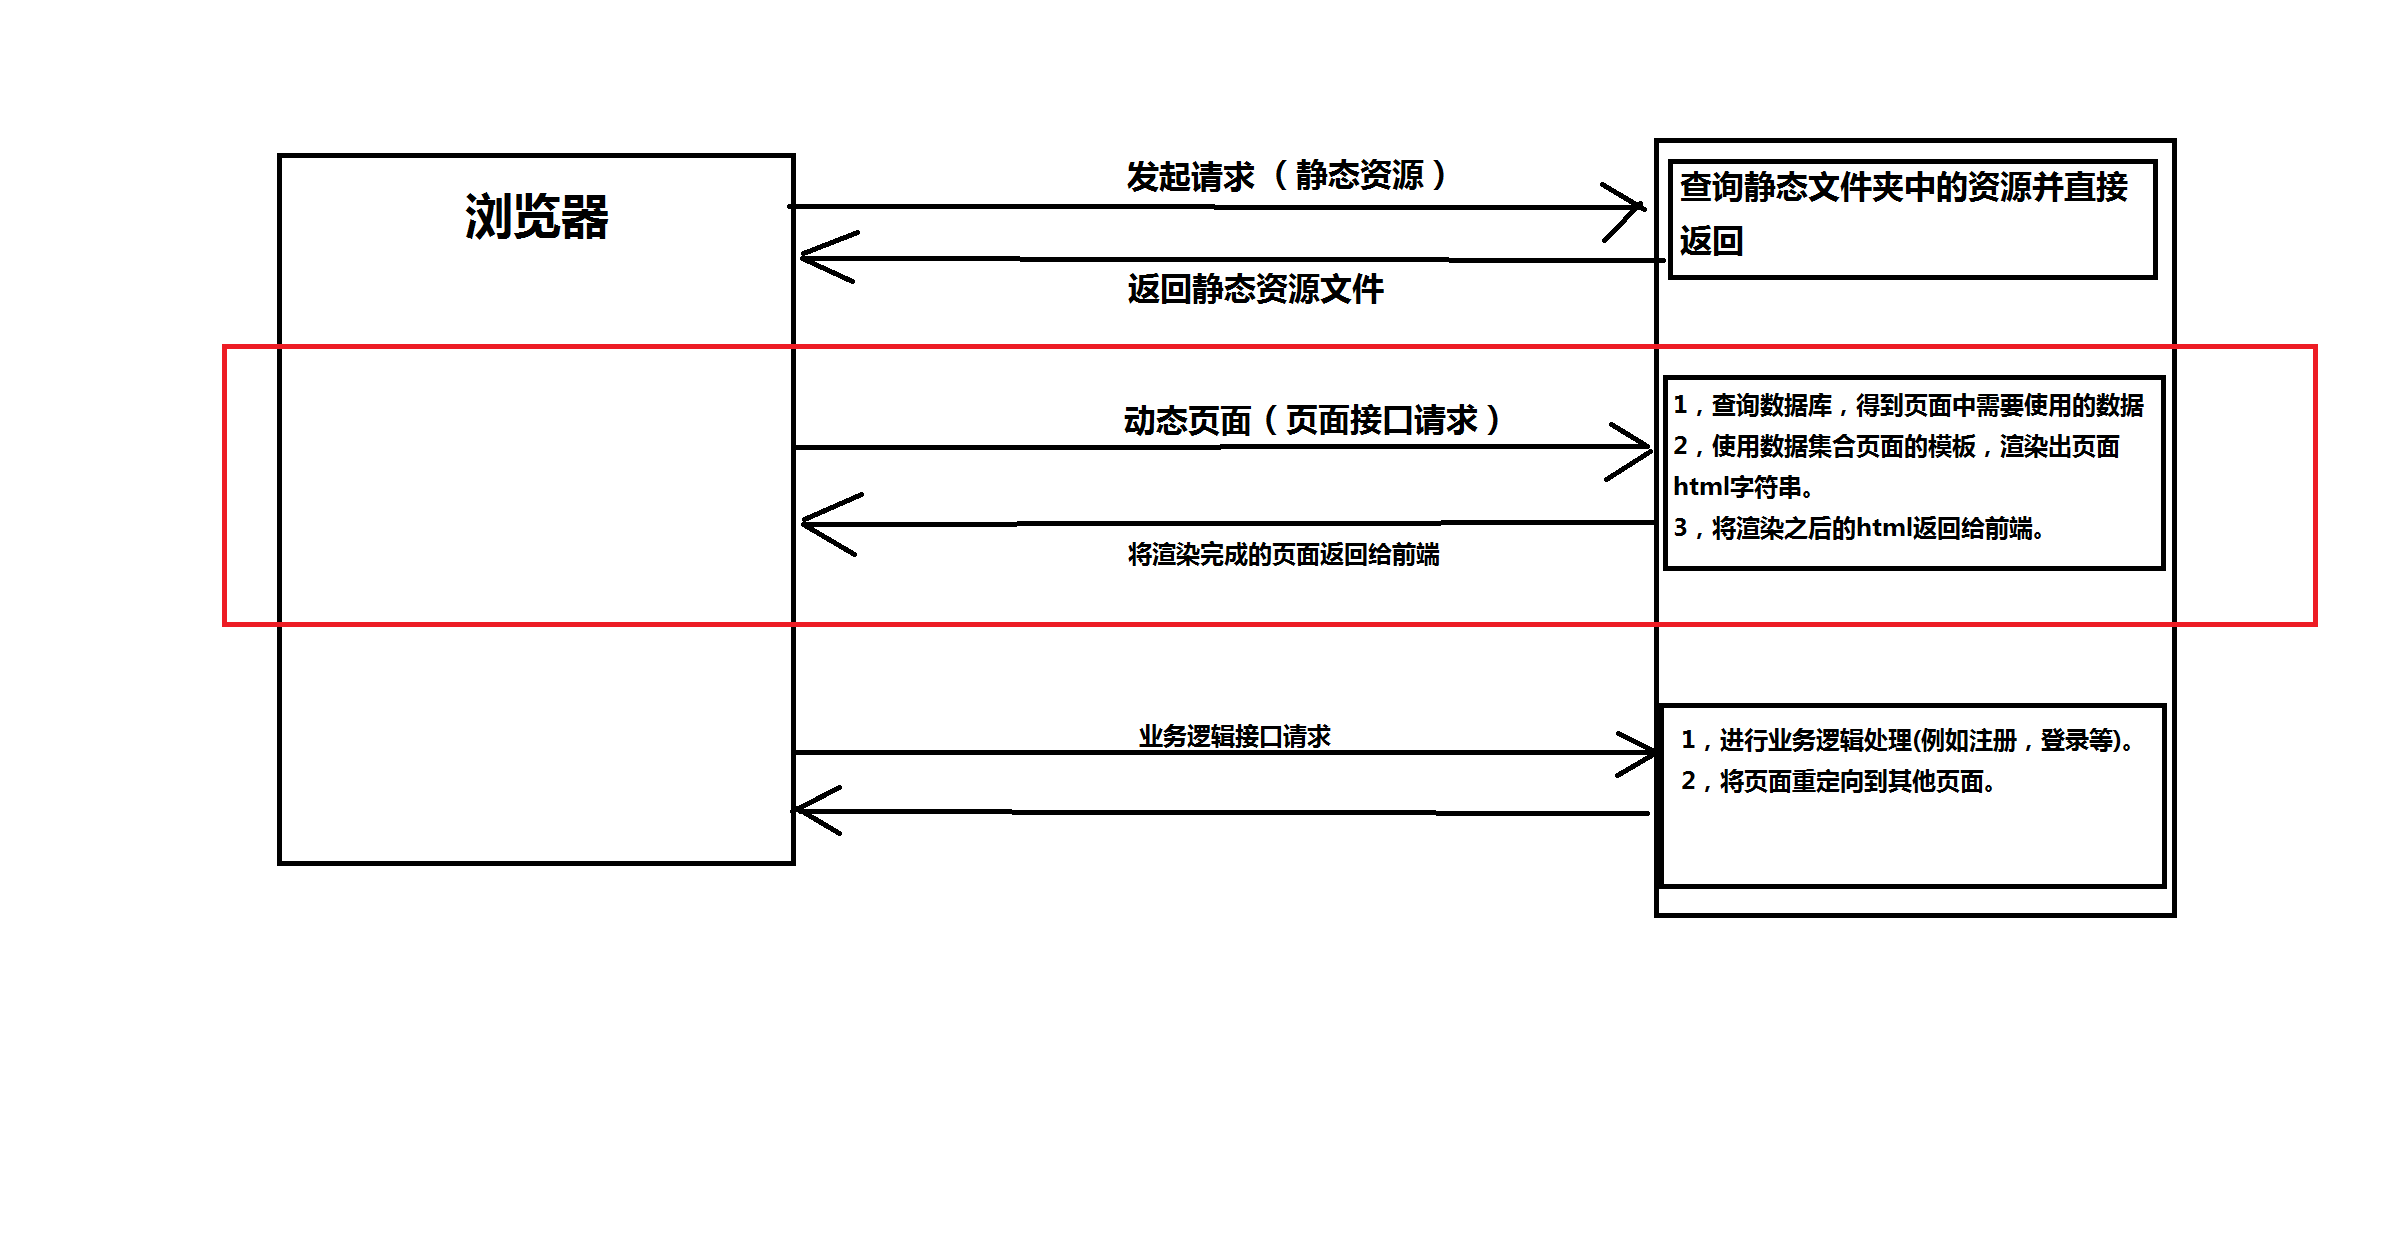 浏览器
发起请求（静态资源）
返回静态资源文件
查询静态文件夹中的资源并直接
返回
动态页面（页面接口请求）
将渲染完成的页面返回给前端
1，查询数据库，得到页面中需要使用的数据
2，使用数据集合页面的模板，渲染出页面
html字符串。
3，将渲染之后的html返回给前端。
业务逻辑接口请求
1，进行业务逻辑处理(例如注册，登录等)。
2，将页面重定向到其他页面。